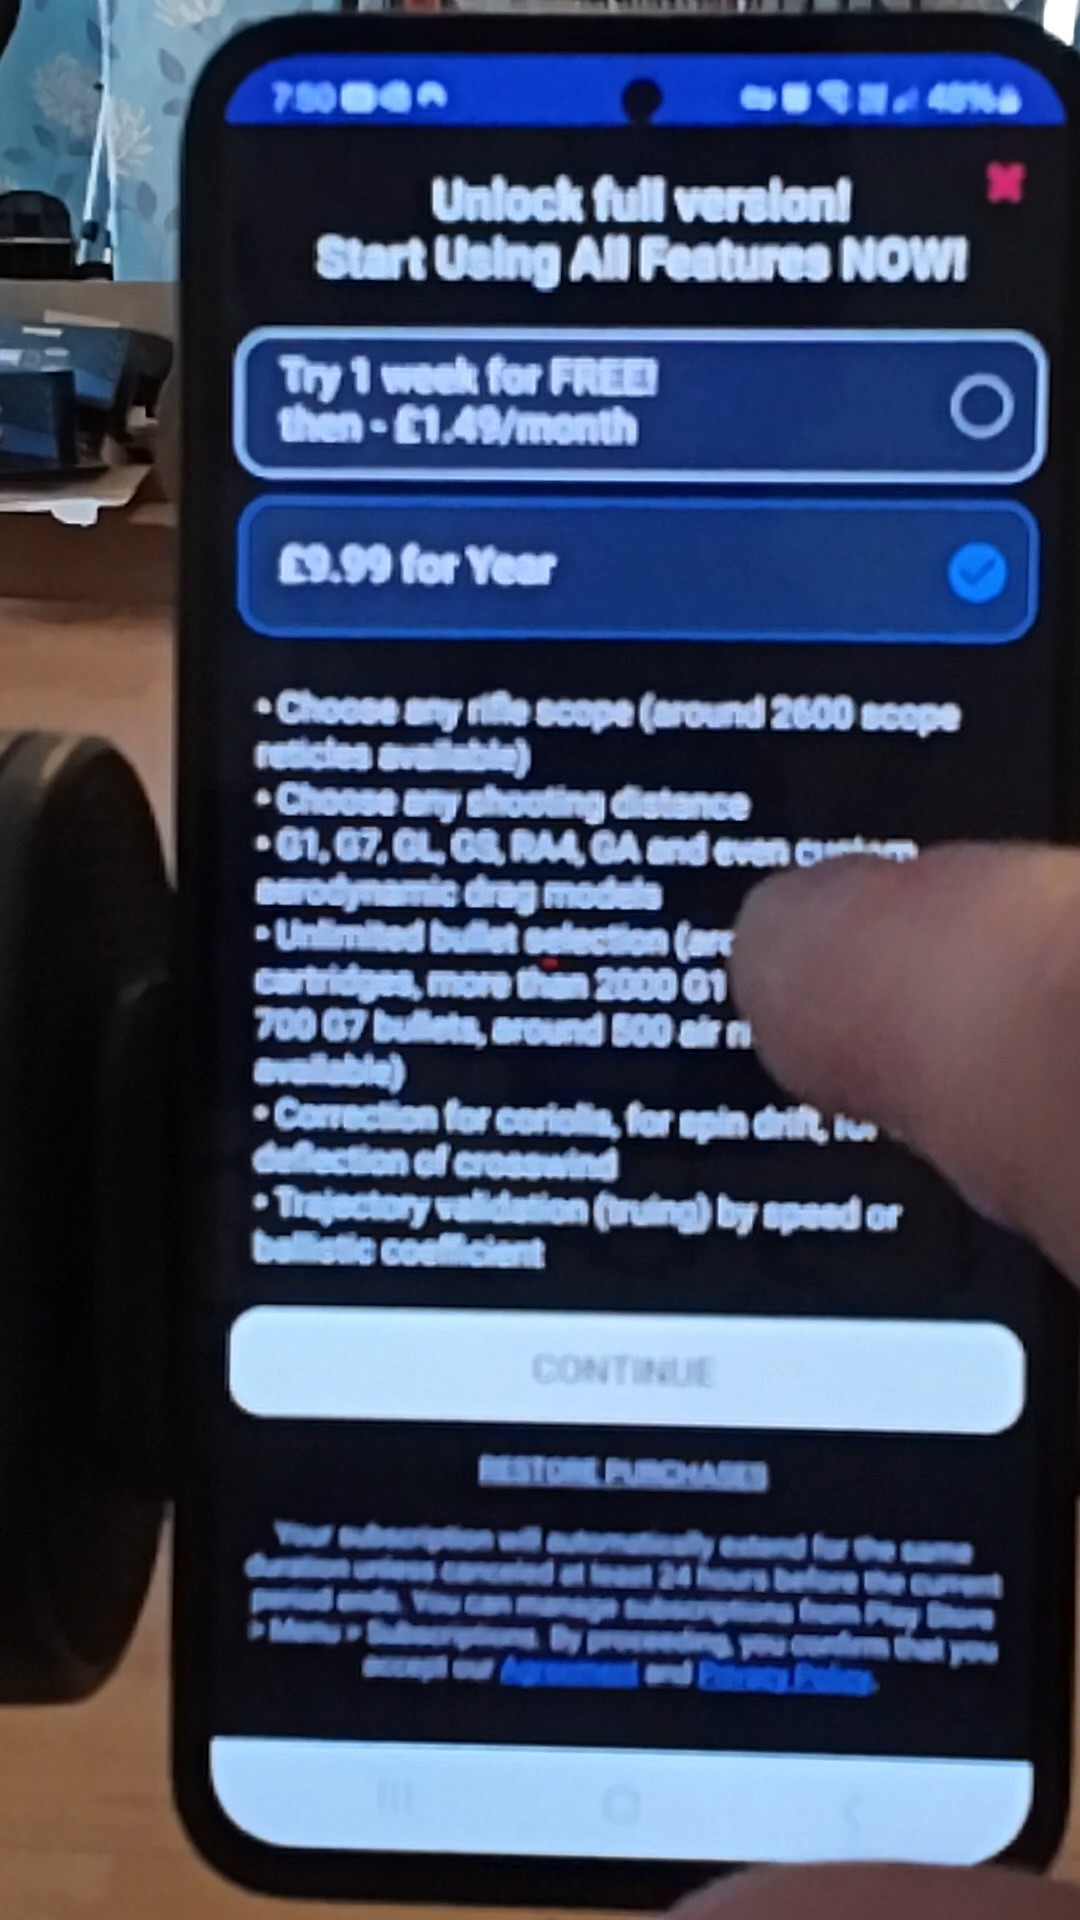 7:50
48%
Unlock full version!
Start Using All Features NOW!
Try 1 week for FREE!
then - £1.49/month
£9.99 for Year
• Choose any rifle scope (around 2600 scope
reticles available)
• Choose any shooting distance
• G1, G7, GL, GS, RA4, GA and even custom
aerodynamic drag models
• Unlimited bullet selection
cartridges, more than 2000 G1
700 G7 bullets, around 500 air
available)
• Correction for coriolis, for spin drift, for
deflection of crosswind
• Trajectory validation (truing) by speed or
ballistic coefficient
CONTINUE
RESTORE PURCHASES
Your subscription will automatically extend for the same
duration unless canceled at least 24 hours before the current
period ends. You can manage subscriptions from Play Store
> Menu > Subscriptions. By proceeding, you confirm that you
accept our Agreement and Privacy Policy.